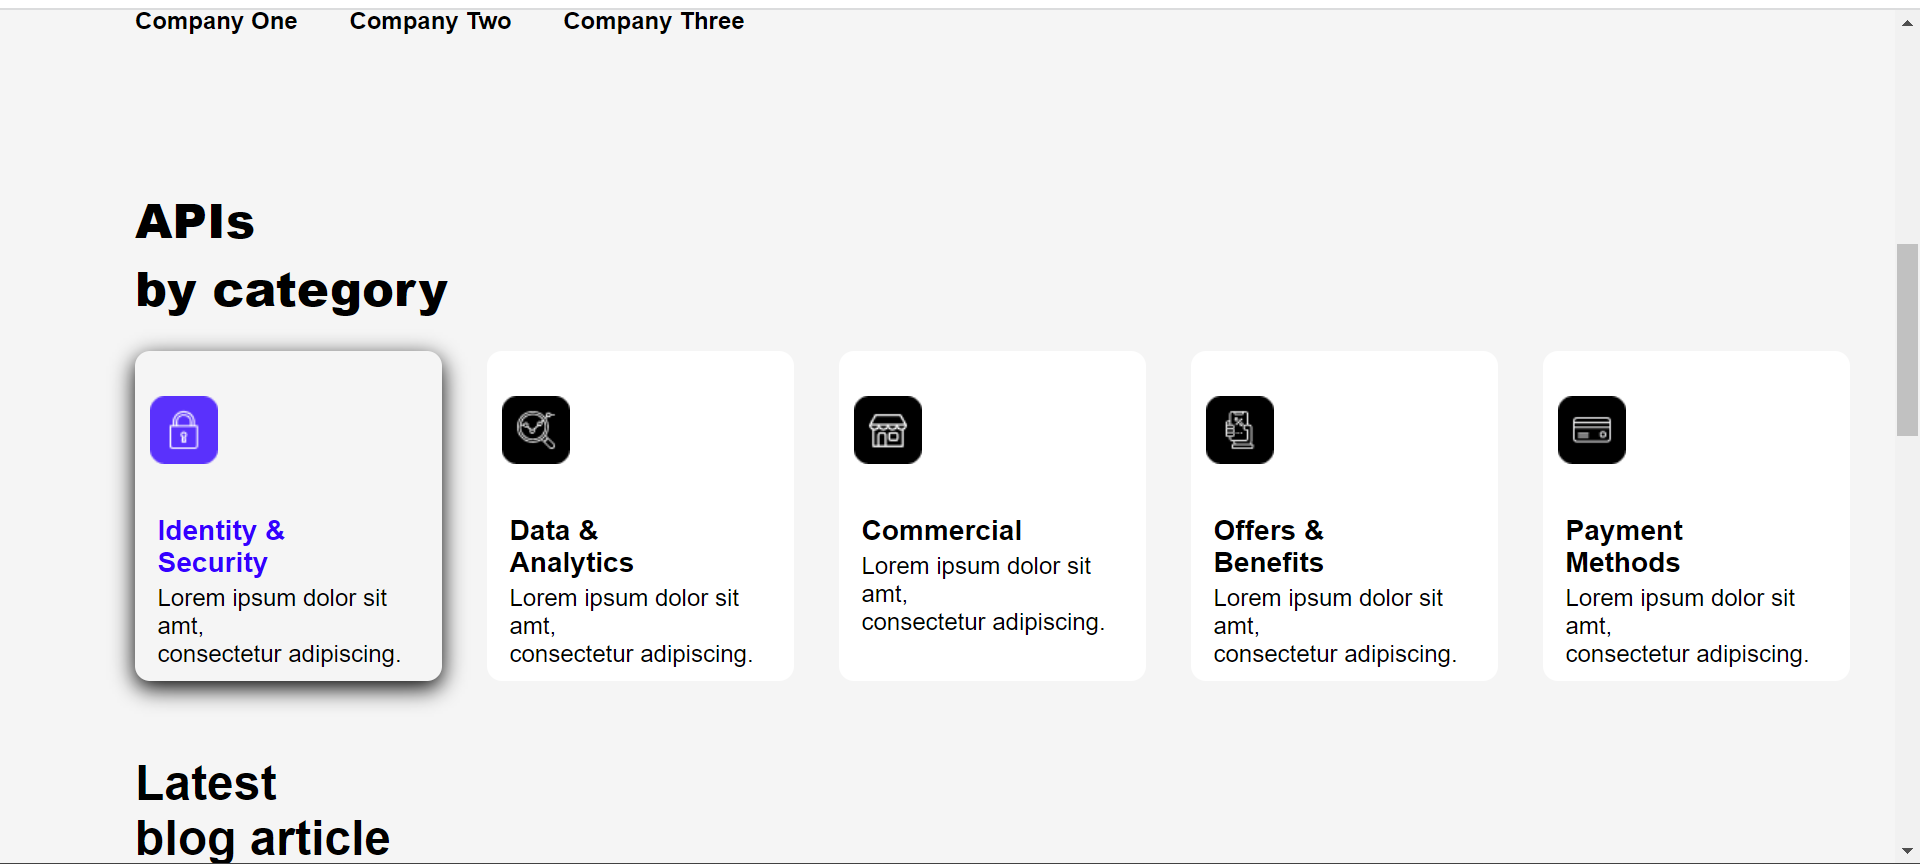 Company One Company Two Company Three
APIs
by category
Identity &
Security
Lorem ipsum dolor sit
amt,
consectetur adipiscing.
Data &
Analytics
Lorem ipsum dolor sit
amt,
consectetur adipiscing.
Commercial
Lorem ipsum dolor sit
amt,
consectetur adipiscing.
Offers &
Benefits
Lorem ipsum dolor sit
amt,
consectetur adipiscing.
Payment
Methods
Lorem ipsum dolor sit
amt,
consectetur adipiscing.
Latest
blog article